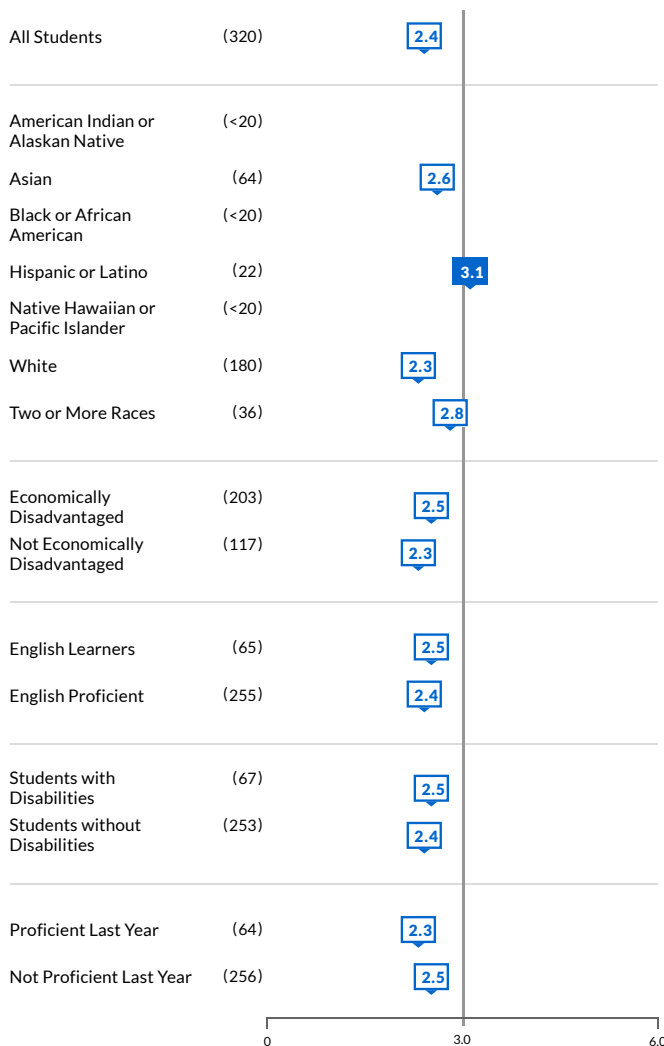 All Students (320) 2.4
American Indian or (<20)
Alaskan Native
Asian (64) 2.6
Black or African (<20)
American
Hispanic or Latino (22) 3.1
Native Hawaiian or (<20)
Pacific Islander
White (180) 2.3
Two or More Races (36) 2.8
Economically (203)
Disadvantaged 2.5
Not Economically (117)
Disadvantaged 2.3
English Learners (65) 2.5
English Proficient (255) 2.4
Students with (67)
Disabilities 2.5
Students without (253)
Disabilities 2.4
Proficient Last Year (64) 2.3
Not Proficient Last Year (256) 2.5
0 3.0 6.0